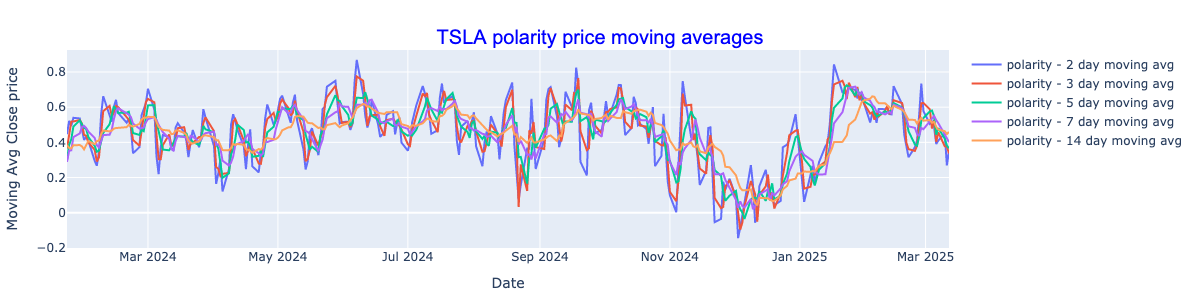 TSLA polarity price moving averages
Moving Avg Close price
0.8
0.6
0.4
0.2
0
−0.2
Mar 2024
May 2024
Jul 2024
Sep 2024
Nov 2024
Jan 2025
Mar 2025
Date
polarity - 2 day moving avg
polarity - 3 day moving avg
polarity - 5 day moving avg
polarity - 7 day moving avg
polarity - 14 day moving avg